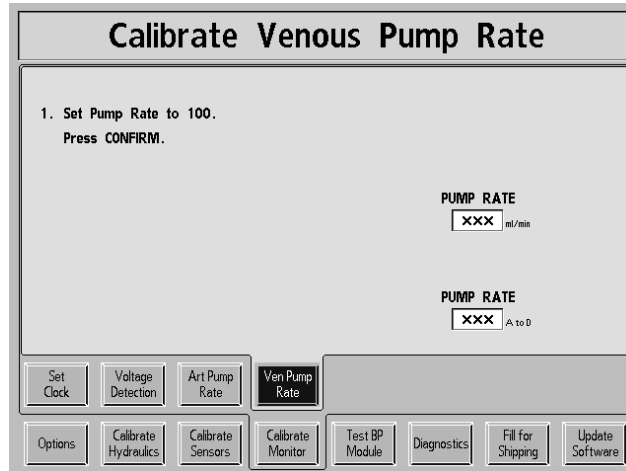 Calibrate Venous Pump Rate
1. Set Pump Rate to 100.
Press CONFIRM.
PUMP RATE
XXX ml/min
PUMP RATE
XXX A to D
Set
Clock
Voltage
Detection
Art Pump
Rate
Ven Pump
Rate
Options
Calibrate
Hydraulics
Calibrate
Sensors
Calibrate
Monitor
Test BP
Module
Diagnostics
Fill for
Shipping
Update
Software